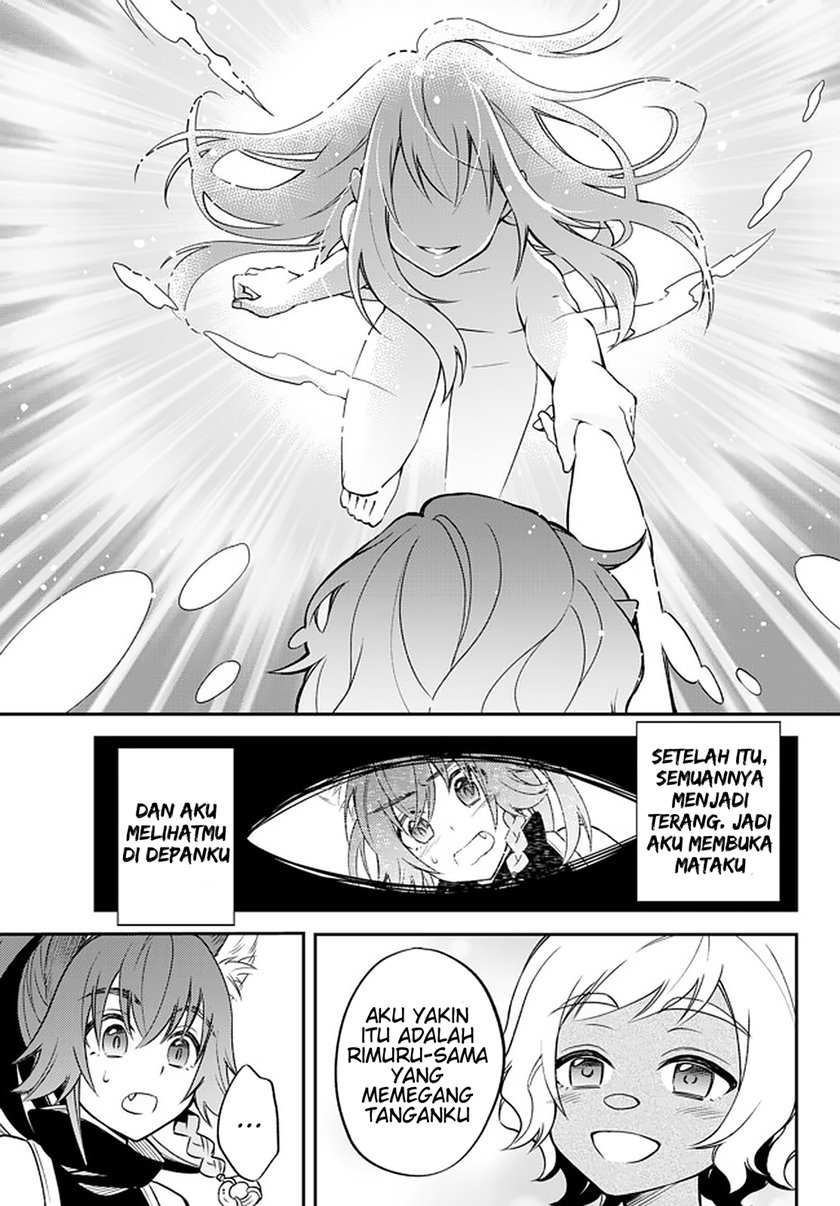 SETELAH ITU,
SEMUANNYA
MENJADI
TERANG. JADI
AKU MEMBUKA
MATAKU
DAN AKU
MELIHATMU
DI DEPANKU
AKU YAKIN
ITU ADALAH
RIMURU-SAMA
YANG
MEMEGANG
TANGANKU
...